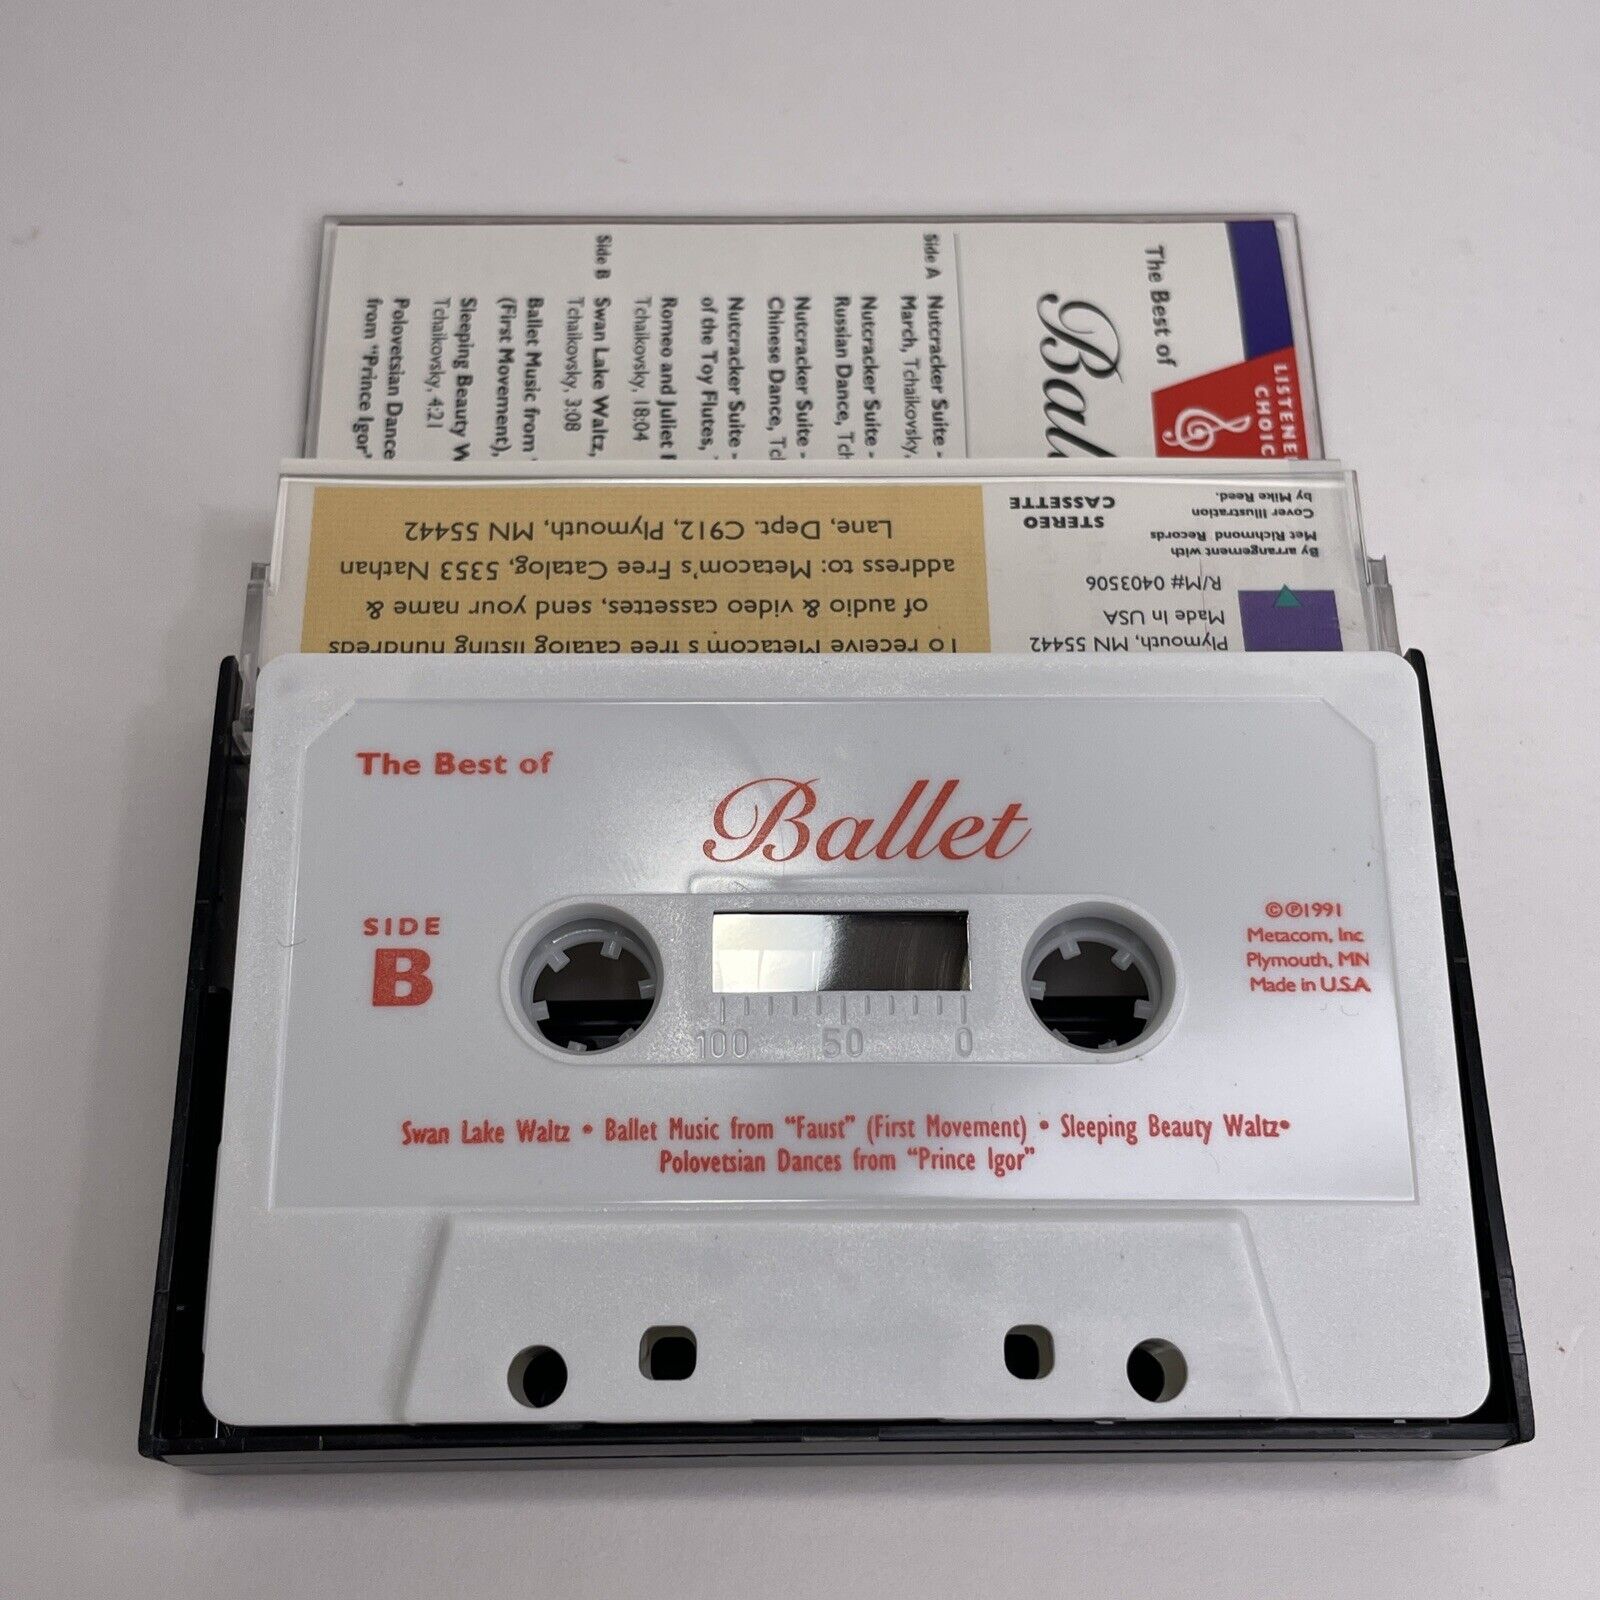 The Best of
Ballet
SIDE
B
©℗1991
Metacom, Inc
Plymouth, MN
Made in U.S.A.
100 50 0
Swan Lake Waltz • Ballet Music from “Faust” (First Movement) • Sleeping Beauty Waltz•
Polovetsian Dances from “Prince Igor”
To receive Metacom's free catalog listing hundreds
of audio & video cassettes, send your name &
address to: Metacom's Free Catalog, 5353 Nathan
Lane, Dept. C912, Plymouth, MN 55442
Plymouth, MN 55442
Made In USA
R/M# 0403506
By arrangement with
Met Richmond Records
Cover Illustration
by Mike Reed.
STEREO
CASSETTE
LISTENE
CHOIC
The Best of
Bal
Side A Nutcracker Suite -
March, Tchaikovsky,
Nutcracker Suite -
Russian Dance,
Nutcracker Suite -
Chinese Dance,
Nutcracker Suite -
of the Toy Flutes,
Romeo and Juliet
Tchaikovsky, 18:04
Side B Swan Lake Waltz,
Tchaikovsky, 3:08
Ballet Music from
(First Movement),
Sleeping Beauty W
Tchaikovsky, 4:21
Polovetsian Dance
from “Prince Igor”